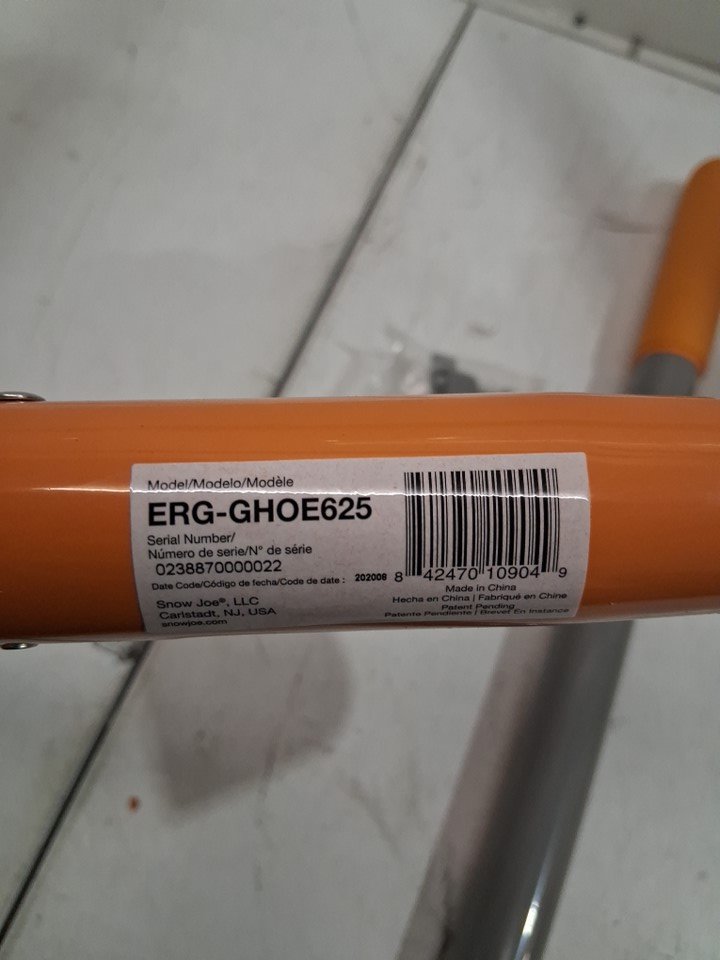 Model/Modelo/Modèle
ERG-GHOE625
Serial Number/
Número de serie/N° de série
0238870000022
Date Code/Código de fecha/Code de date : 202008
Snow Joe®, LLC
Carlstadt, NJ, USA
snowjoe.com
8 42470 10904 9
Made in China
Hecha en China | Fabriqué en Chine
Patent Pending
Patente Pendiente | Brevet En Instance